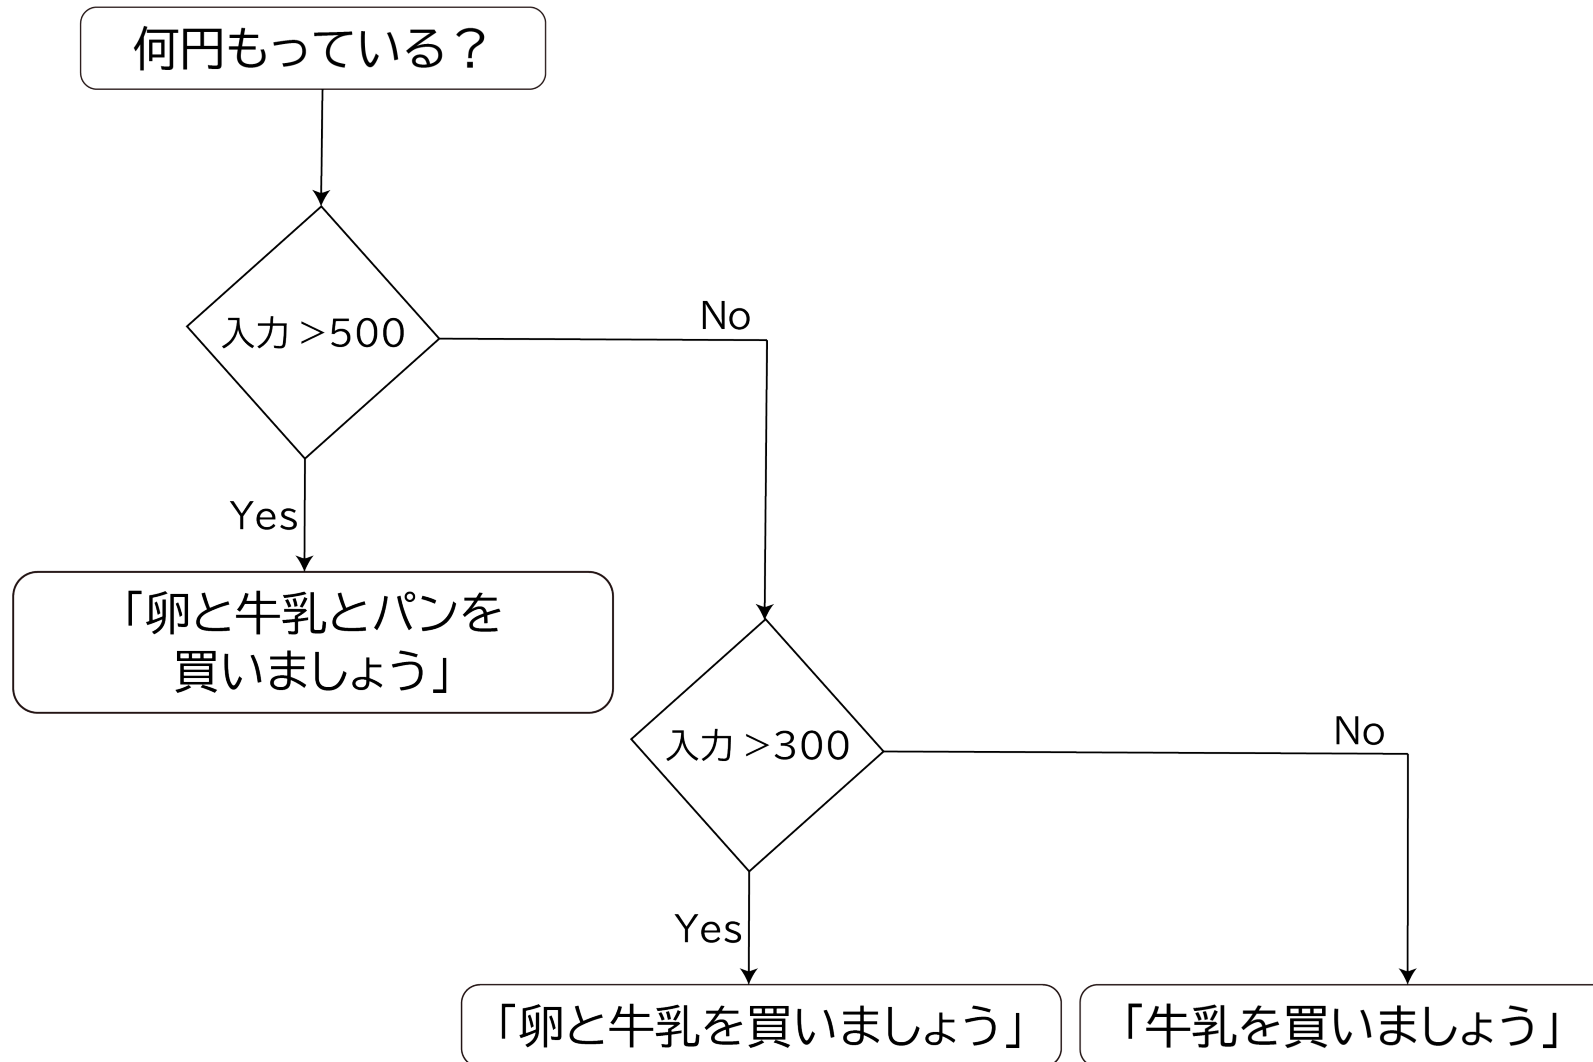 何円もっている？
入力>500
No
Yes
「卵と牛乳とパンを
買いましょう」
入力>300
No
Yes
「卵と牛乳を買いましょう」
「牛乳を買いましょう」